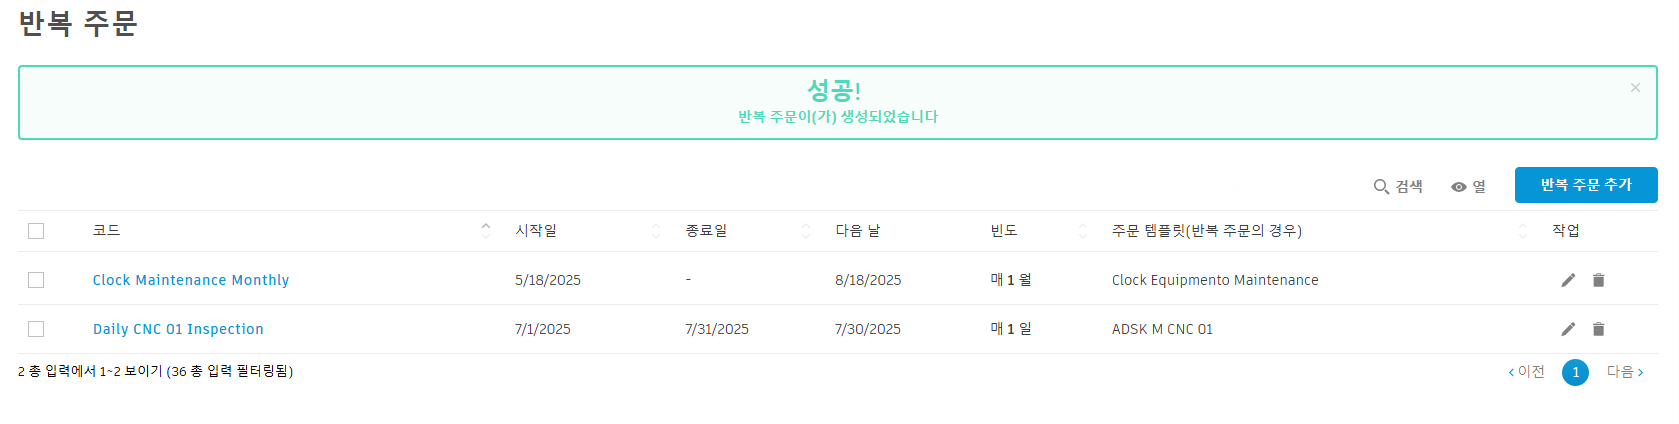 반복 주문
성공!
반복 주문이(가) 생성되었습니다
검색 열 반복 주문 추가
코드 시작일 종료일 다음 날 빈도 주문 템플릿(반복 주문의 경우) 작업
Clock Maintenance Monthly 5/18/2025 - 8/18/2025 매 1 월 Clock Equipmento Maintenance
Daily CNC 01 Inspection 7/1/2025 7/31/2025 7/30/2025 매 1 일 ADSK M CNC 01
2 총 입력에서 1~2 보이기 (36 총 입력 필터링됨) ‹ 이전 1 다음 ›